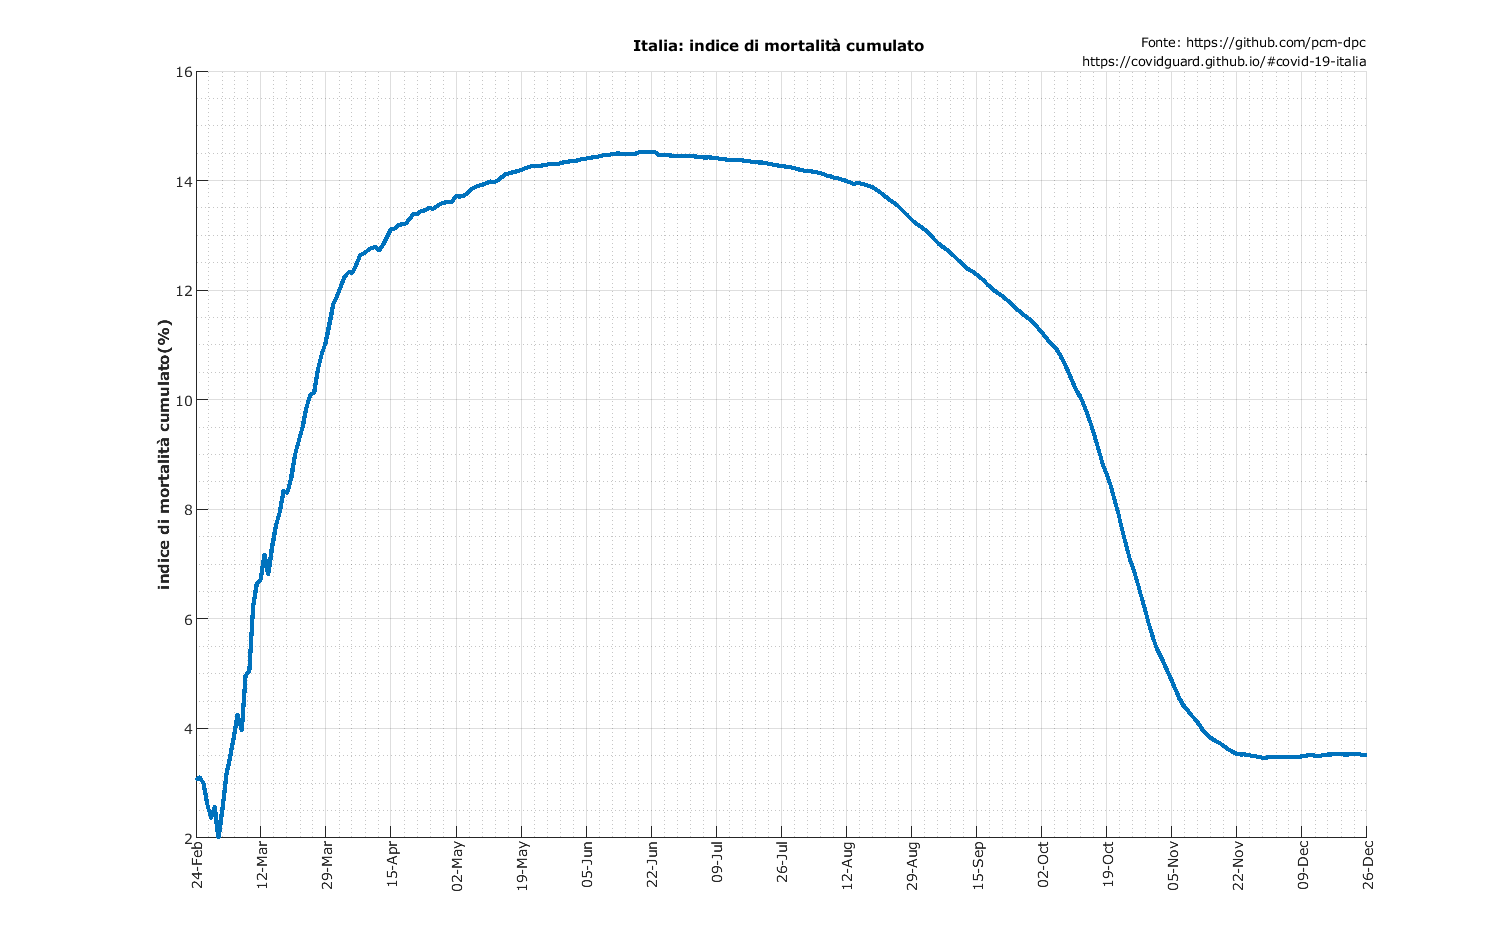 Italia: indice di mortalità cumulato
Fonte: https://github.com/pcm-dpc
https://covidguard.github.io/#covid-19-italia
indice di mortalità cumulato(%)
16
14
12
10
8
6
4
2
24-Feb
12-Mar
29-Mar
15-Apr
02-May
19-May
05-Jun
22-Jun
09-Jul
26-Jul
12-Aug
29-Aug
15-Sep
02-Oct
19-Oct
05-Nov
22-Nov
09-Dec
26-Dec